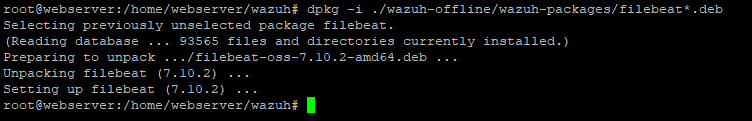 root@webserver:/home/webserver/wazuh# dpkg -i ./wazuh-offline/wazuh-packages/filebeat*.deb
Selecting previously unselected package filebeat.
(Reading database ... 93565 files and directories currently installed.)
Preparing to unpack .../filebeat-oss-7.10.2-amd64.deb ...
Unpacking filebeat (7.10.2) ...
Setting up filebeat (7.10.2) ...
root@webserver:/home/webserver/wazuh#